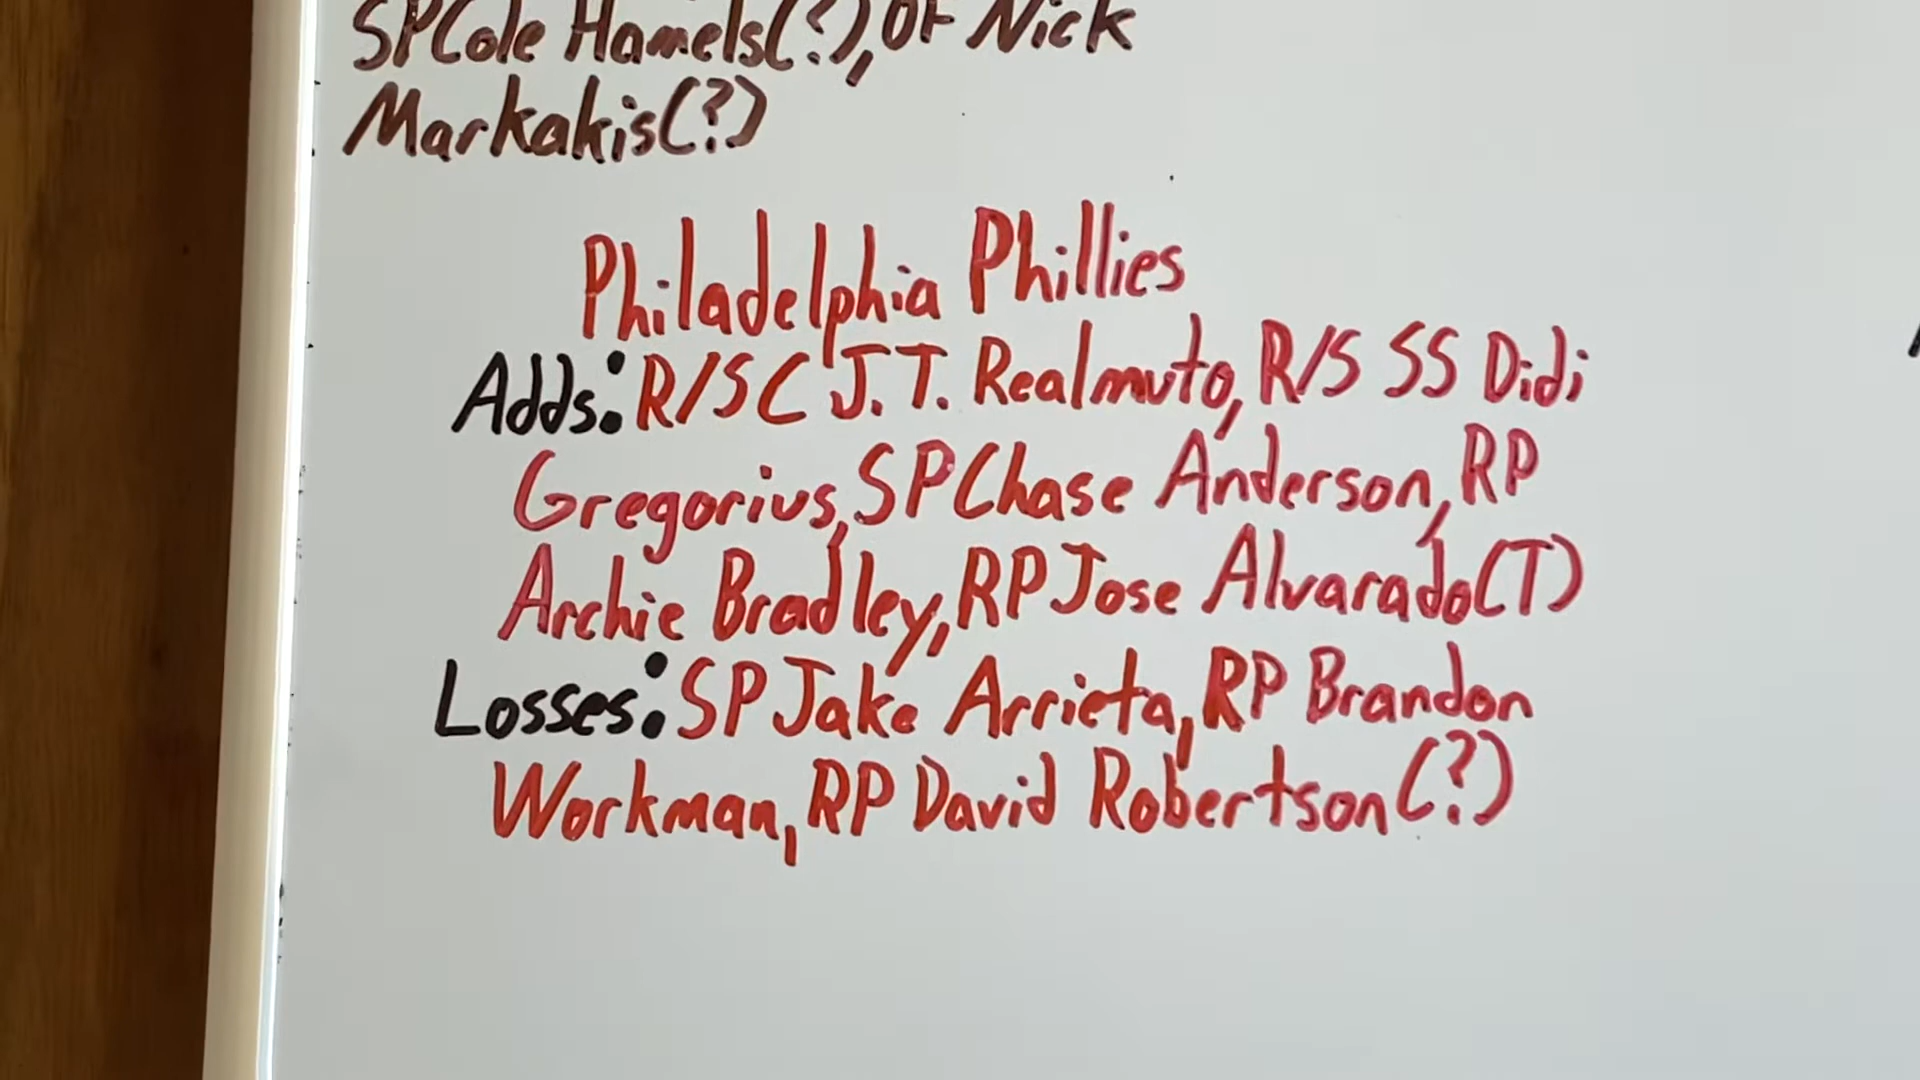 SP Cole Hamels(?), OF Nick
Markakis(?)
Philadelphia Phillies
Adds: R/S C J.T. Realmuto, R/S SS Didi
Gregorius, SP Chase Anderson, RP
Archie Bradley, RP Jose Alvarado(T)
Losses: SP Jake Arrieta, RP Brandon
Workman, RP David Robertson(?)